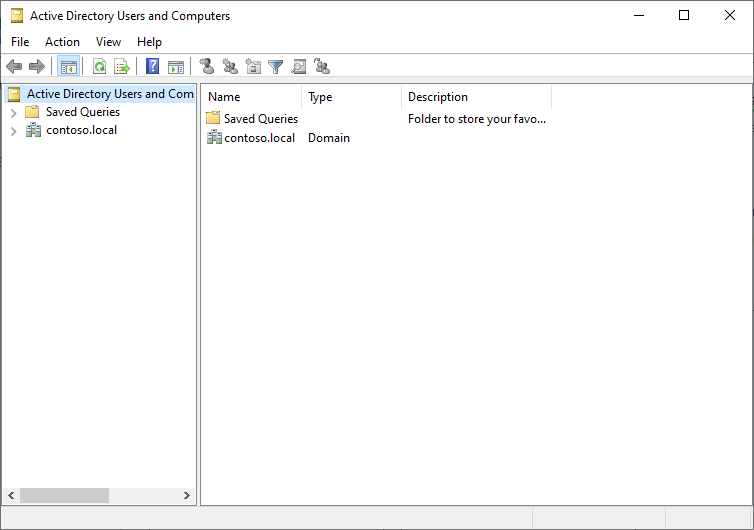 Active Directory Users and Computers
File Action View Help
Active Directory Users and Com
Saved Queries
contoso.local
Name Type Description
Saved Queries Folder to store your favo...
contoso.local Domain